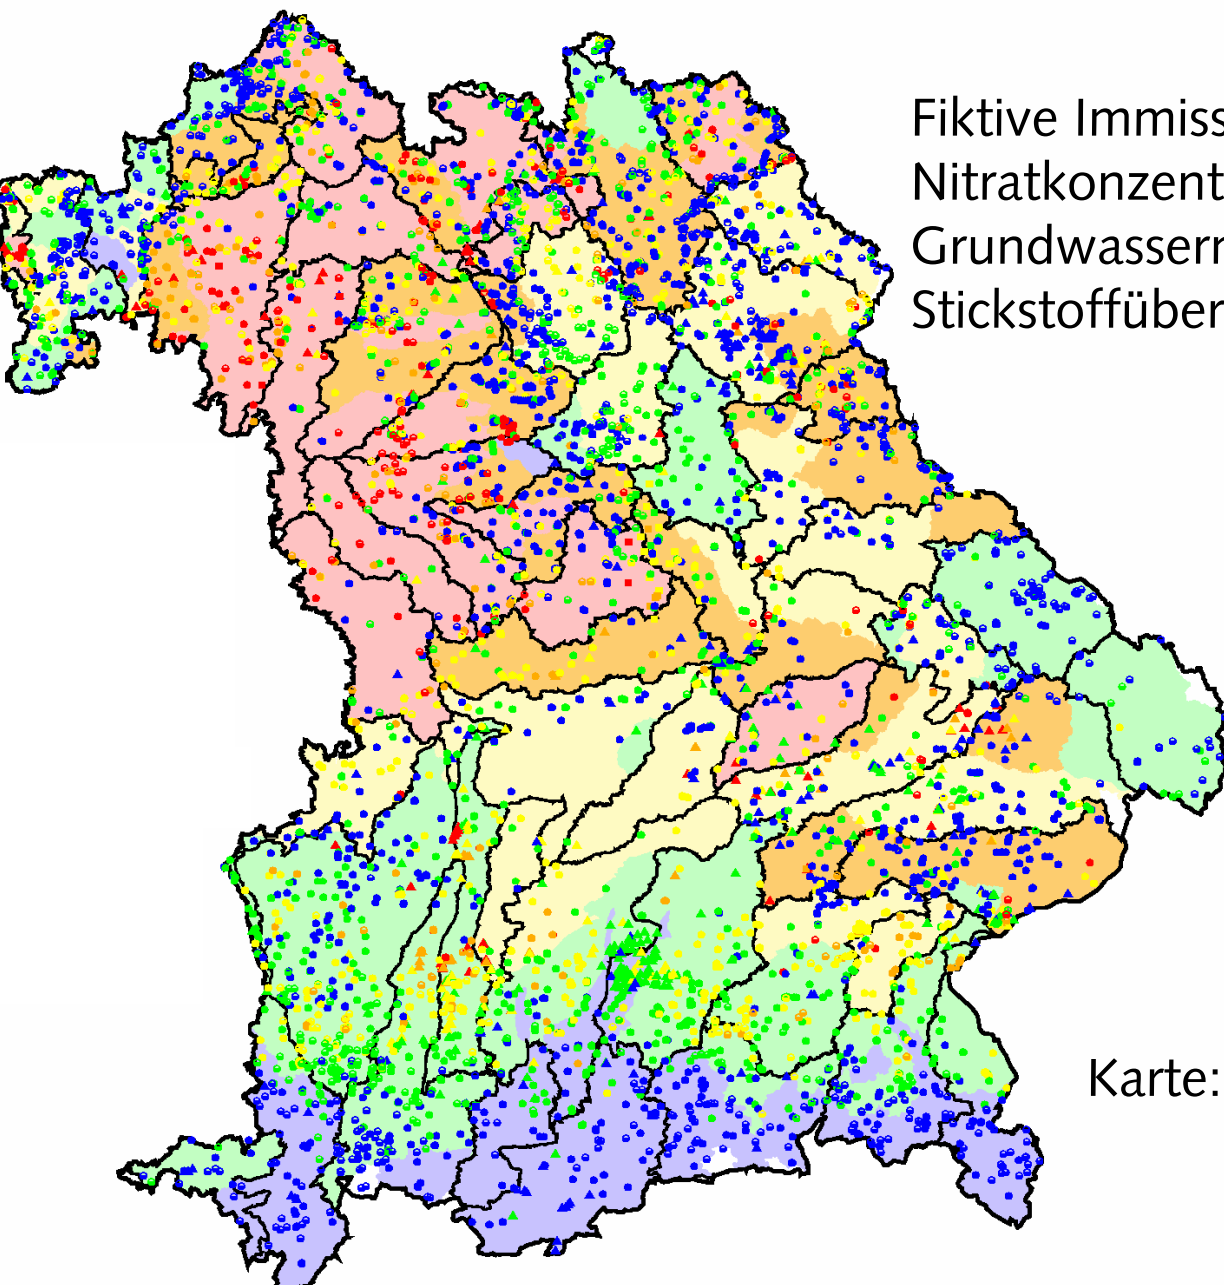 Fiktive Immiss
Nitratkonzent
Grundwasserr
Stickstoffüber
Karte: